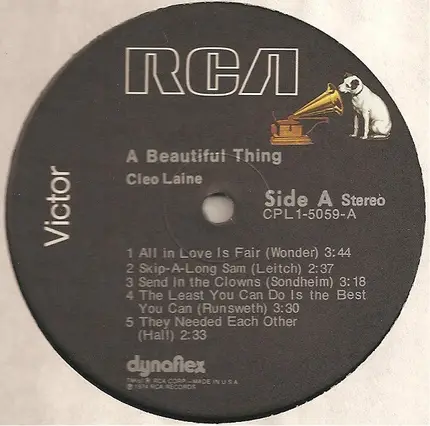 RCA
Victor
A Beautiful Thing
Cleo Laine
Side A Stereo
CPL1-5059-A
1 All in Love Is Fair (Wonder) 3:44
2 Skip-A-Long Sam (Leitch) 2:37
3 Send in the Clowns (Sondheim) 3:18
4 The Least You Can Do Is the Best
You Can (Runsweth) 3:30
5 They Needed Each Other
(Hall) 2:33
dynaflex
TMK(s) ® RCA CORP.—MADE IN U.S.A.
℗ 1974 RCA RECORDS